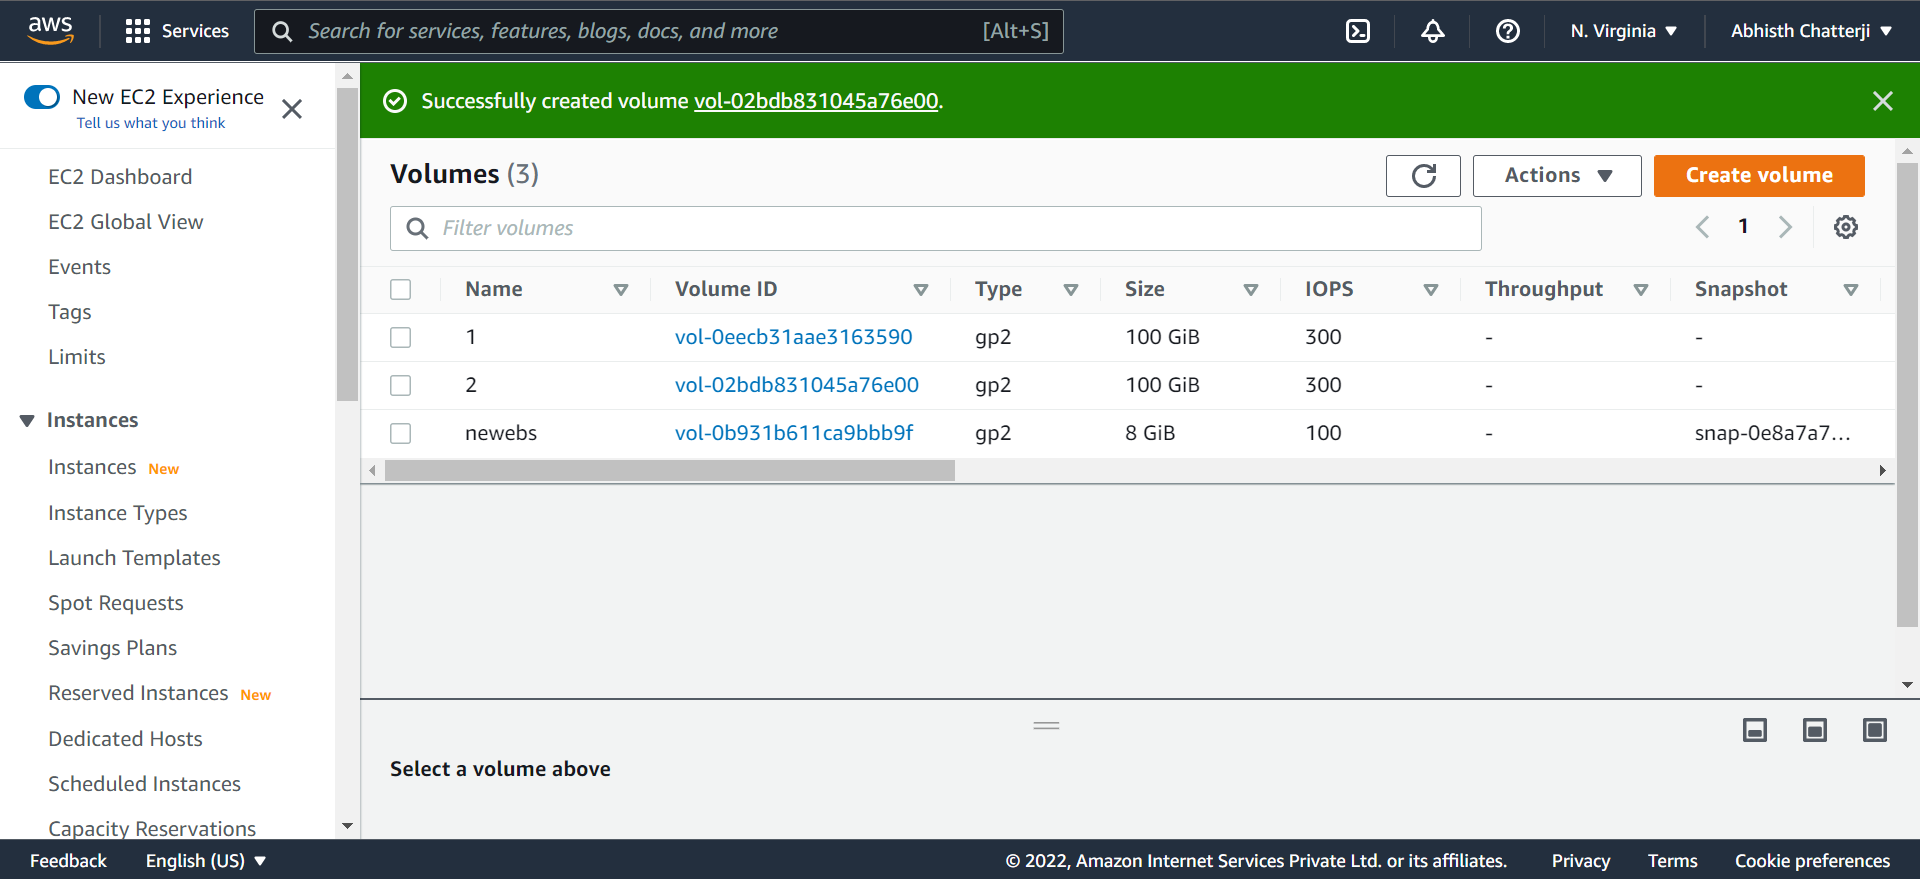 aws Services Search for services, features, blogs, docs, and more [Alt+S] N. Virginia Abhisth Chatterji
New EC2 Experience
Tell us what you think
EC2 Dashboard
EC2 Global View
Events
Tags
Limits
Instances
Instances New
Instance Types
Launch Templates
Spot Requests
Savings Plans
Reserved Instances New
Dedicated Hosts
Scheduled Instances
Capacity Reservations
Successfully created volume vol-02bdb831045a76e00.
Volumes (3) Actions Create volume
Filter volumes 1
Name Volume ID Type Size IOPS Throughput Snapshot
1 vol-0eecb31aae3163590 gp2 100 GiB 300 - -
2 vol-02bdb831045a76e00 gp2 100 GiB 300 - -
newebs vol-0b931b611ca9bbb9f gp2 8 GiB 100 - snap-0e8a7a7...
Select a volume above
Feedback English (US) © 2022, Amazon Internet Services Private Ltd. or its affiliates. Privacy Terms Cookie preferences